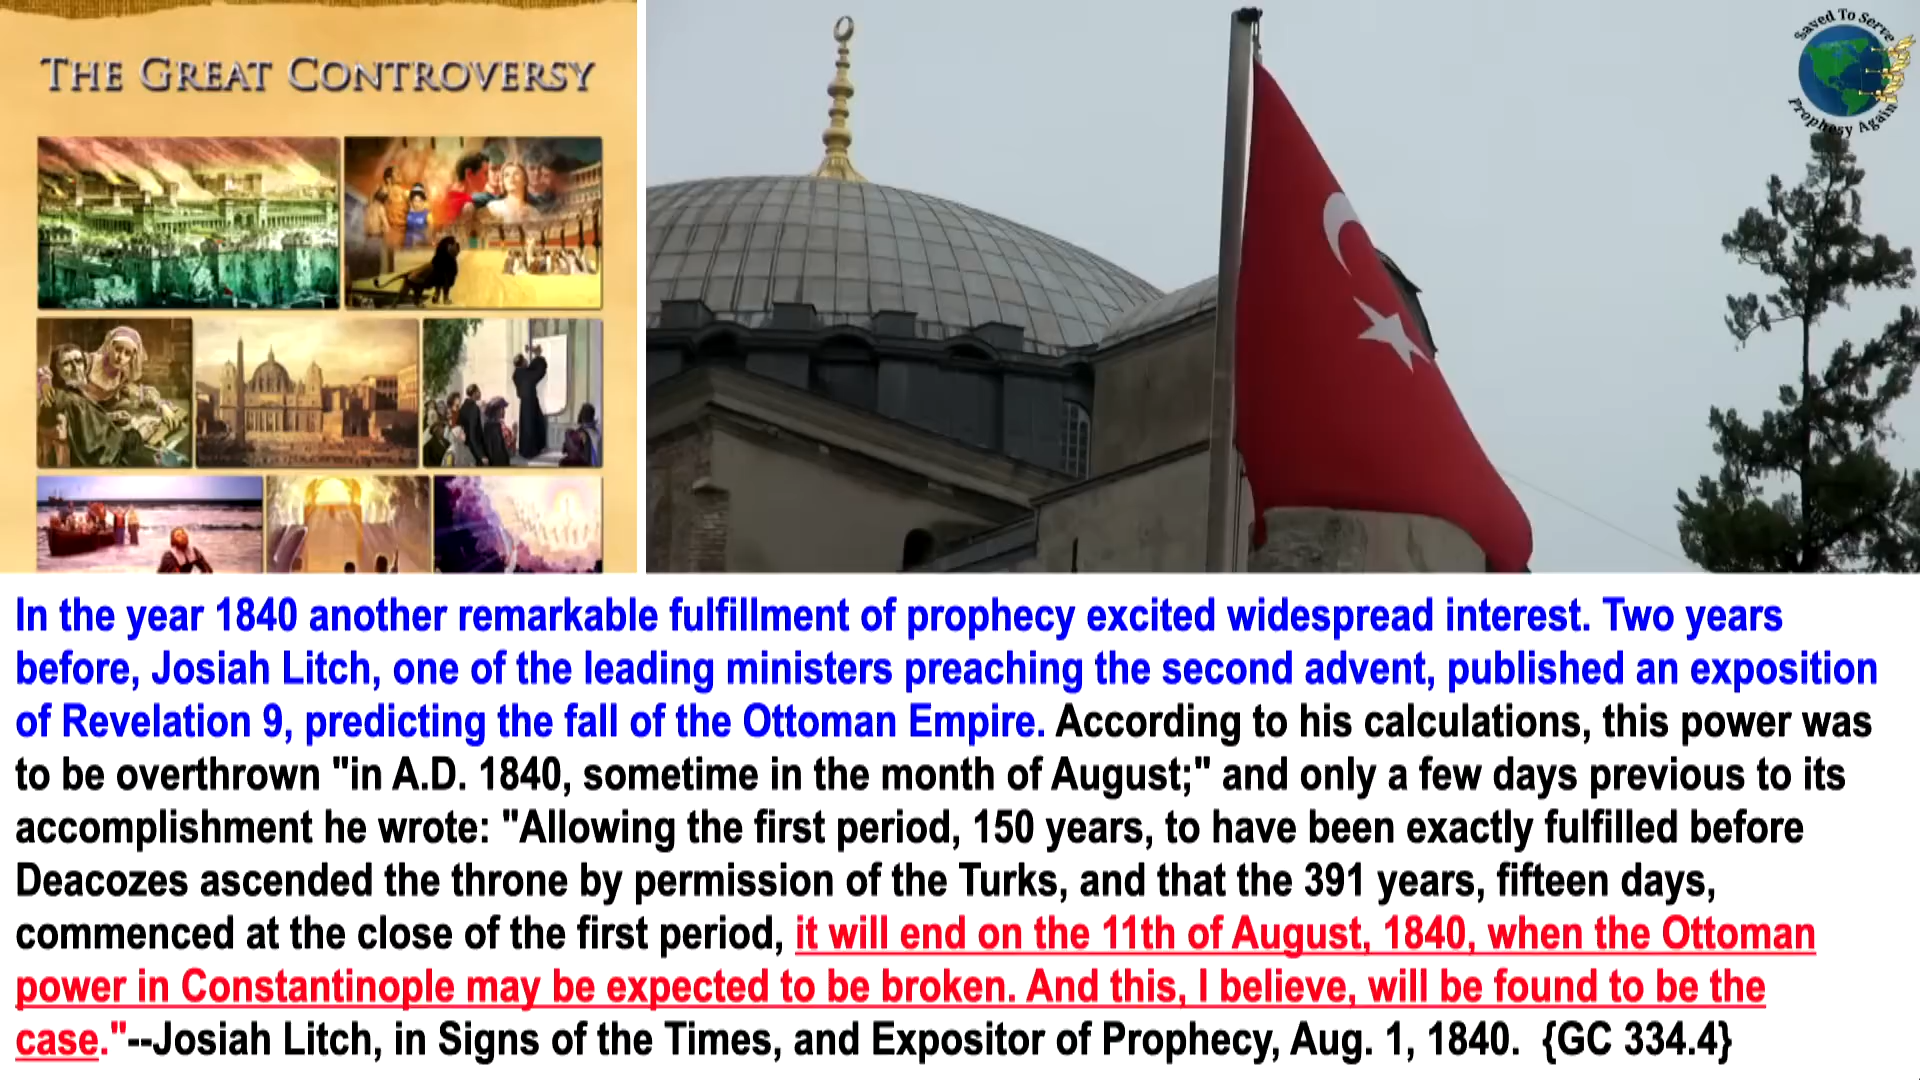 THE GREAT CONTROVERSY
Saved To Serve
Prophesy Again
In the year 1840 another remarkable fulfillment of prophecy excited widespread interest. Two years
before, Josiah Litch, one of the leading ministers preaching the second advent, published an exposition
of Revelation 9, predicting the fall of the Ottoman Empire. According to his calculations, this power was
to be overthrown "in A.D. 1840, sometime in the month of August;" and only a few days previous to its
accomplishment he wrote: "Allowing the first period, 150 years, to have been exactly fulfilled before
Deacozes ascended the throne by permission of the Turks, and that the 391 years, fifteen days,
commenced at the close of the first period, it will end on the 11th of August, 1840, when the Ottoman
power in Constantinople may be expected to be broken. And this, I believe, will be found to be the
case."--Josiah Litch, in Signs of the Times, and Expositor of Prophecy, Aug. 1, 1840. {GC 334.4}